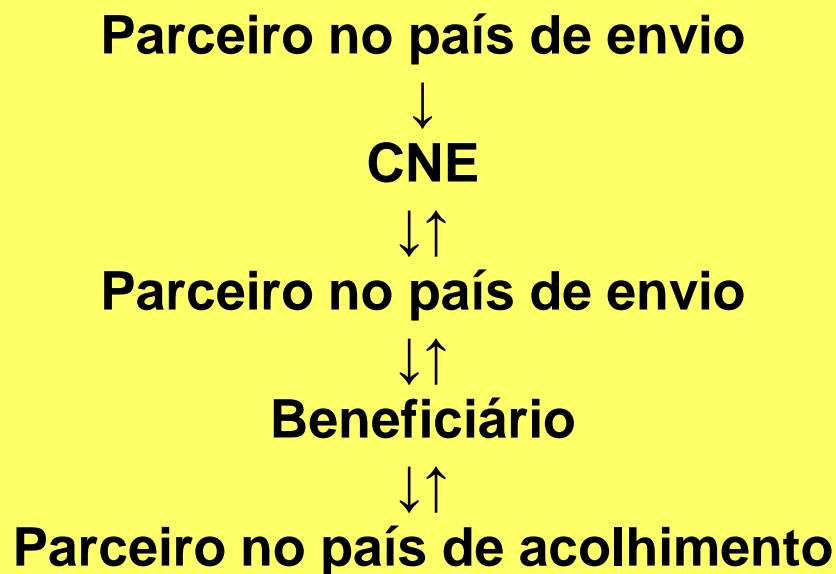 Parceiro no país de envio
↓
CNE
↓↑
Parceiro no país de envio
↓↑
Beneficiário
↓↑
Parceiro no país de acolhimento